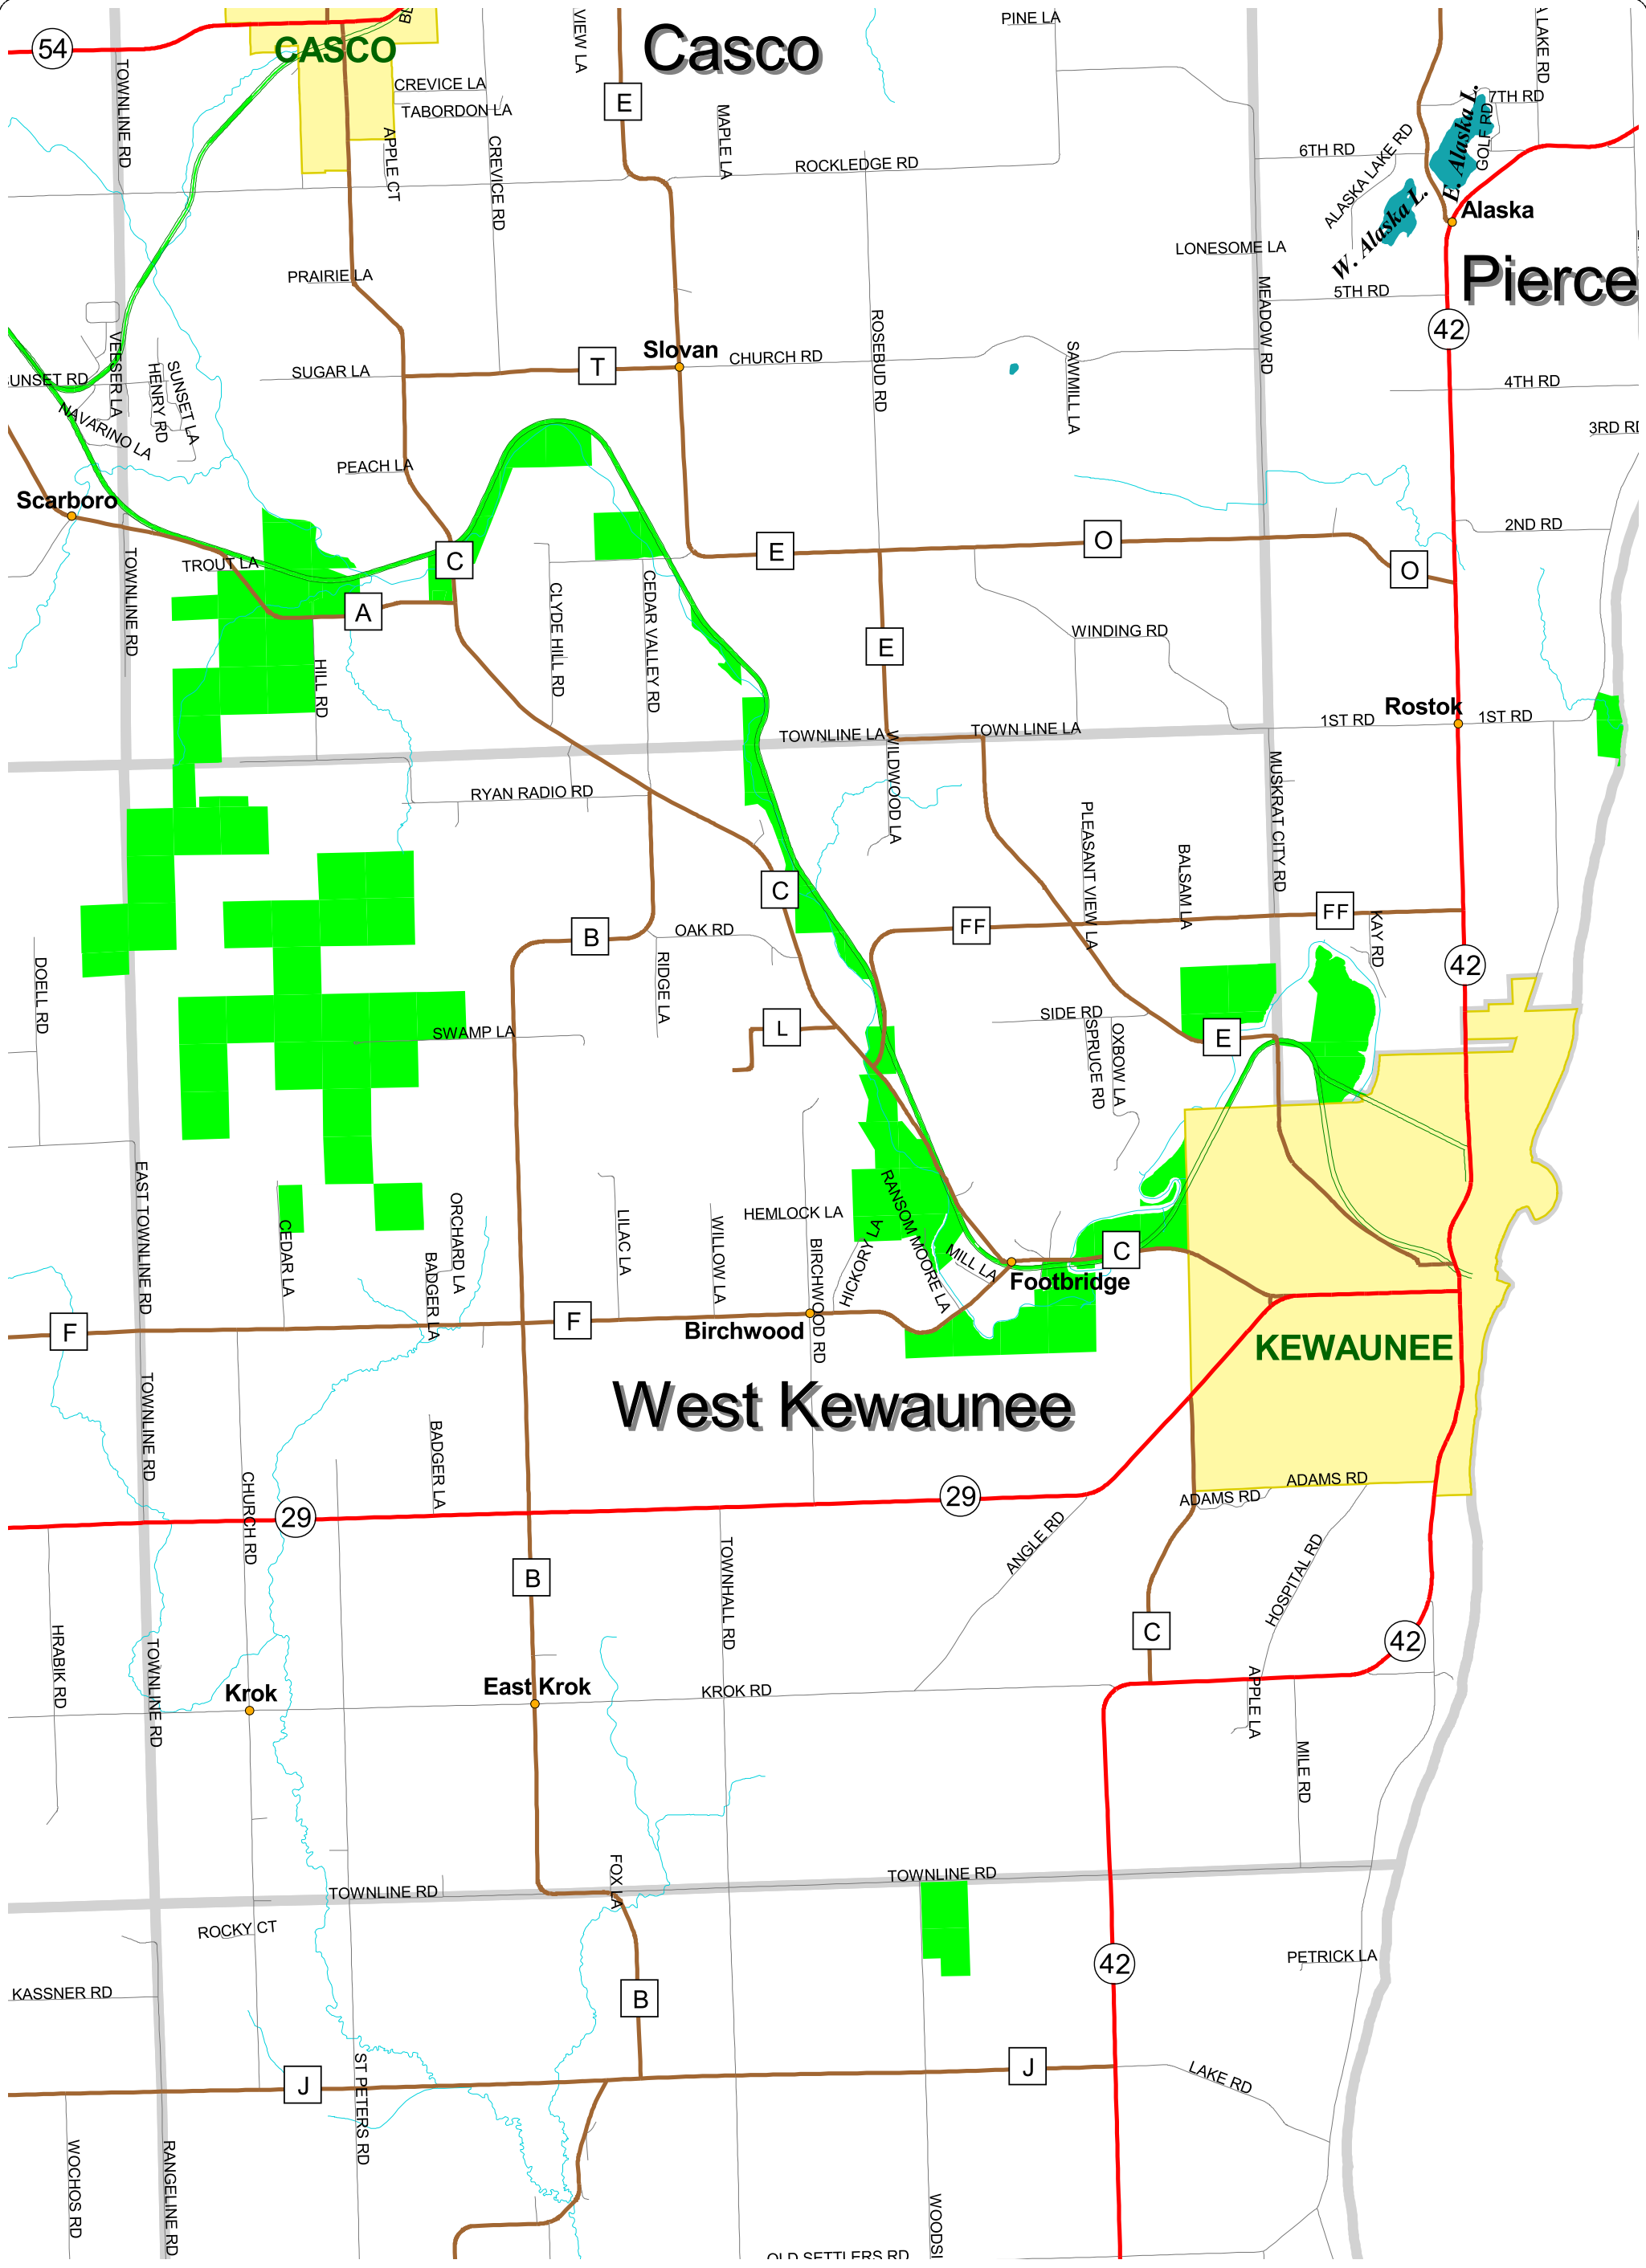 54
CASCO
Casco
PINE LA
TOWNLINE RD
CREVICE LA
TABORDON LA
E
MAPLE LA
7TH RD
GOLF RD
E. Alaska L.
APPLE CT
CREVICE RD
ROCKLEDGE RD
6TH RD
ALASKA LAKE RD
W. Alaska L.
Alaska
LONESOME LA
Pierce
PRAIRIE LA
MEADOW RD
5TH RD
42
VEESER LA
HENRY RD
SUNSET LA
NAVARINO LA
SUGAR LA
T
Slovan
CHURCH RD
ROSEBUD RD
SAWMILL LA
4TH RD
PEACH LA
Scarboro
2ND RD
TOWNLINE RD
TROUT LA
C
E
O
O
A
HILL RD
CLYDE HILL RD
CEDAR VALLEY RD
E
WINDING RD
Rostok
1ST RD
1ST RD
TOWNLINE LA
TOWN LINE LA
WILDWOOD LA
MUSKRAT CITY RD
RYAN RADIO RD
PLEASANT VIEW LA
BALSAM LA
C
B
OAK RD
FF
FF
KAY RD
42
DOELL RD
RIDGE LA
SWAMP LA
L
SIDE RD
SPRUCE RD
OXBOW LA
E
EAST TOWNLINE RD
CEDAR LA
ORCHARD LA
BADGER LA
LILAC LA
WILLOW LA
HEMLOCK LA
BIRCHWOOD RD
HICKORY LA
RANSOM MOORE LA
MILL LA
C
Footbridge
F
F
Birchwood
KEWAUNEE
West Kewaunee
TOWNLINE RD
BADGER LA
CHURCH RD
29
29
ADAMS RD
ADAMS RD
ANGLE RD
HOSPITAL RD
TOWNHALL RD
B
C
42
HRABIK RD
TOWNLINE RD
Krok
East Krok
KROK RD
APPLE LA
MILE RD
TOWNLINE RD
FOX LA
TOWNLINE RD
ROCKY CT
42
PETRICK LA
KASSNER RD
B
J
J
LAKE RD
ST PETERS RD
WOCHOS RD
RANGELINE RD